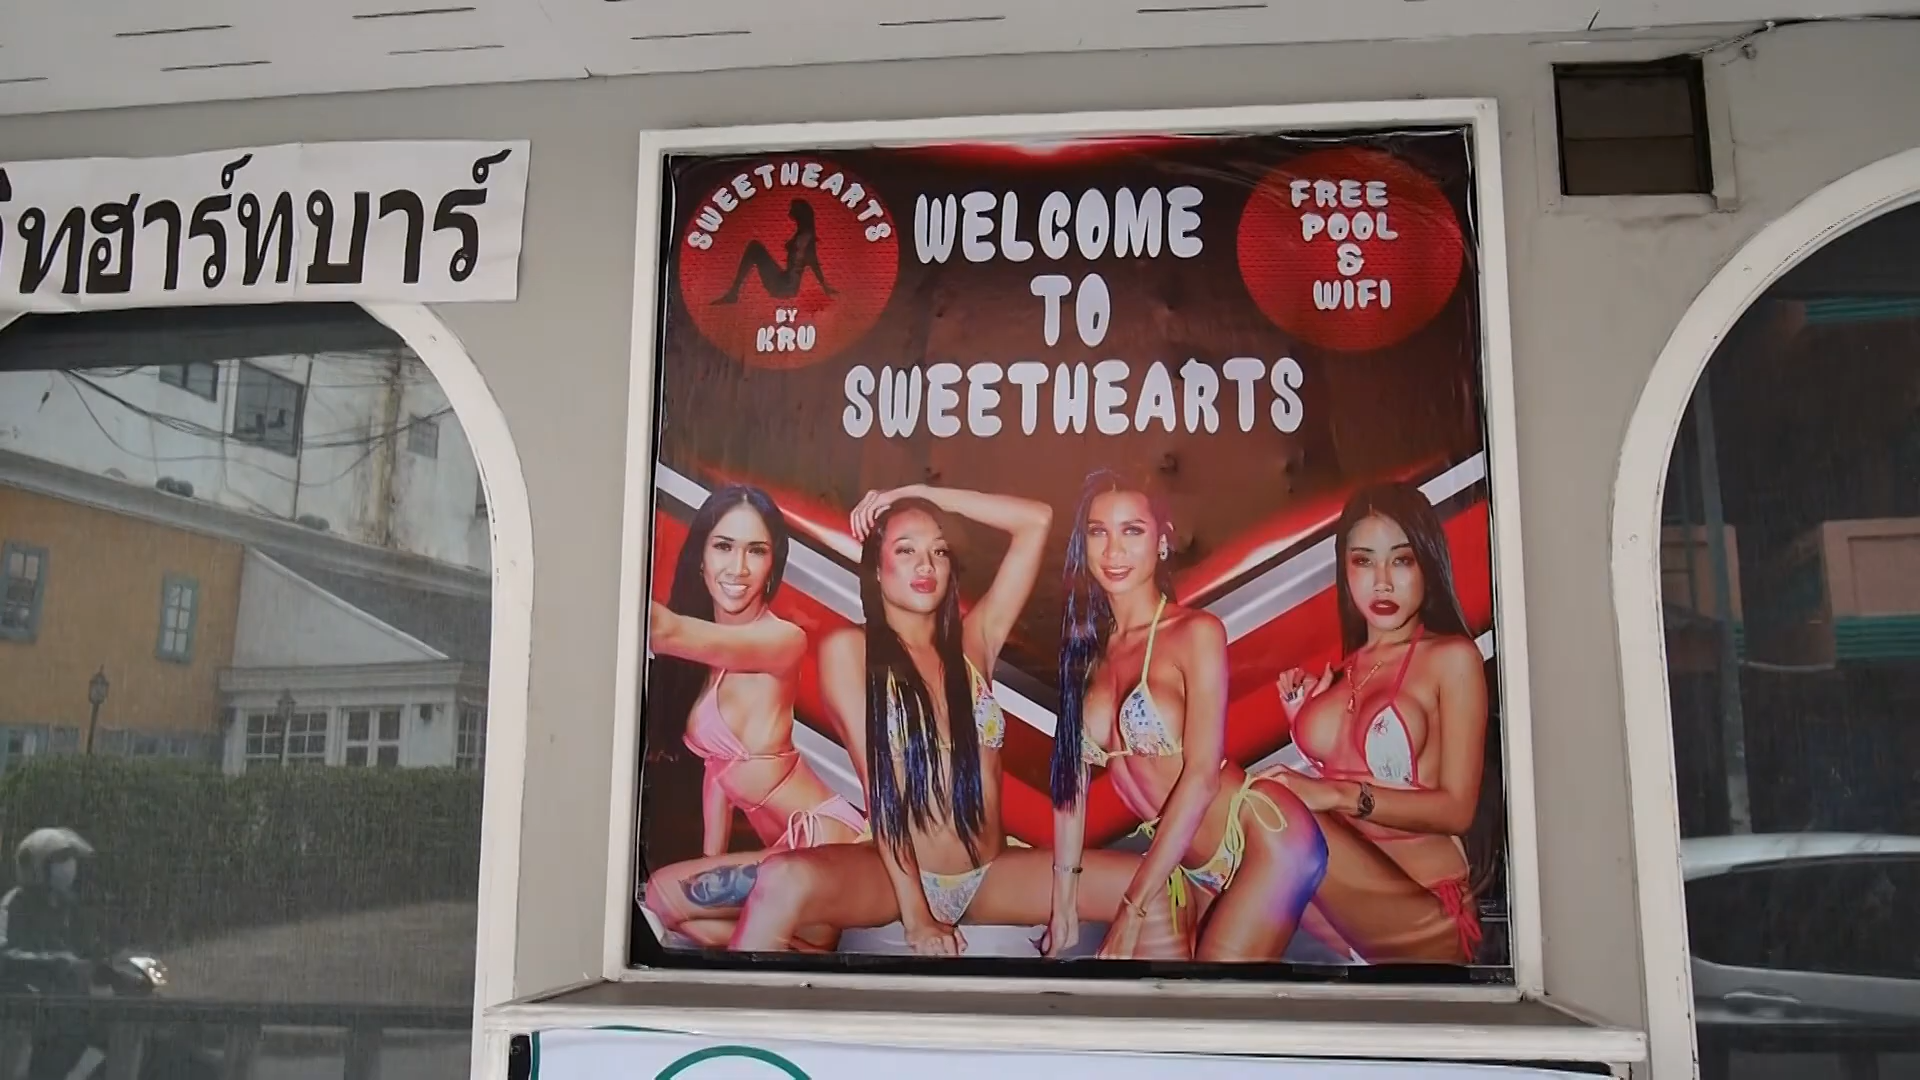 ทฮาร์ทบาร์
SWEETHEARTS
BY
KRU
WELCOME
TO
SWEETHEARTS
FREE
POOL
&
WIFI